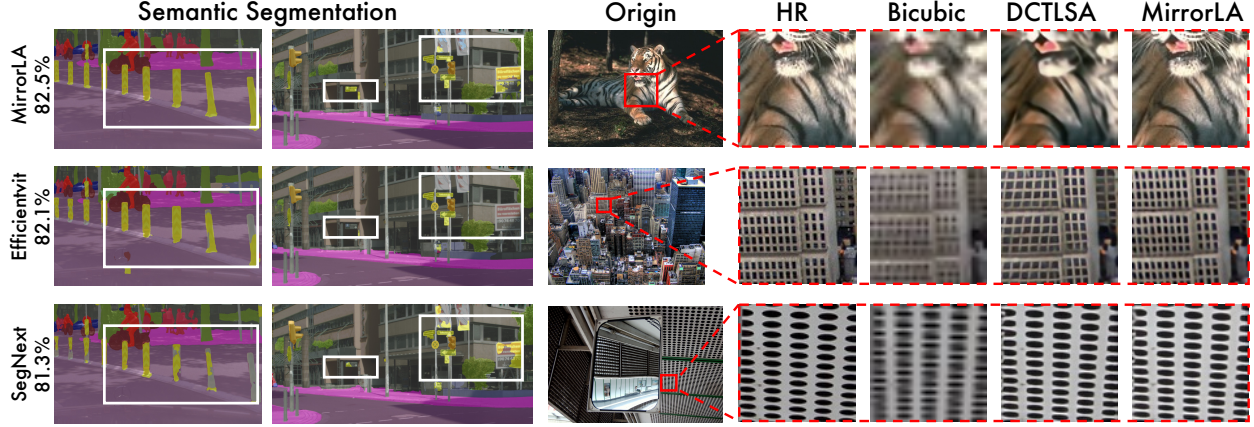 Semantic Segmentation
Origin
HR
Bicubic
DCTLSA
MirrorLA
MirrorLA
82.5%
Efficientvit
82.1%
SegNext
81.3%